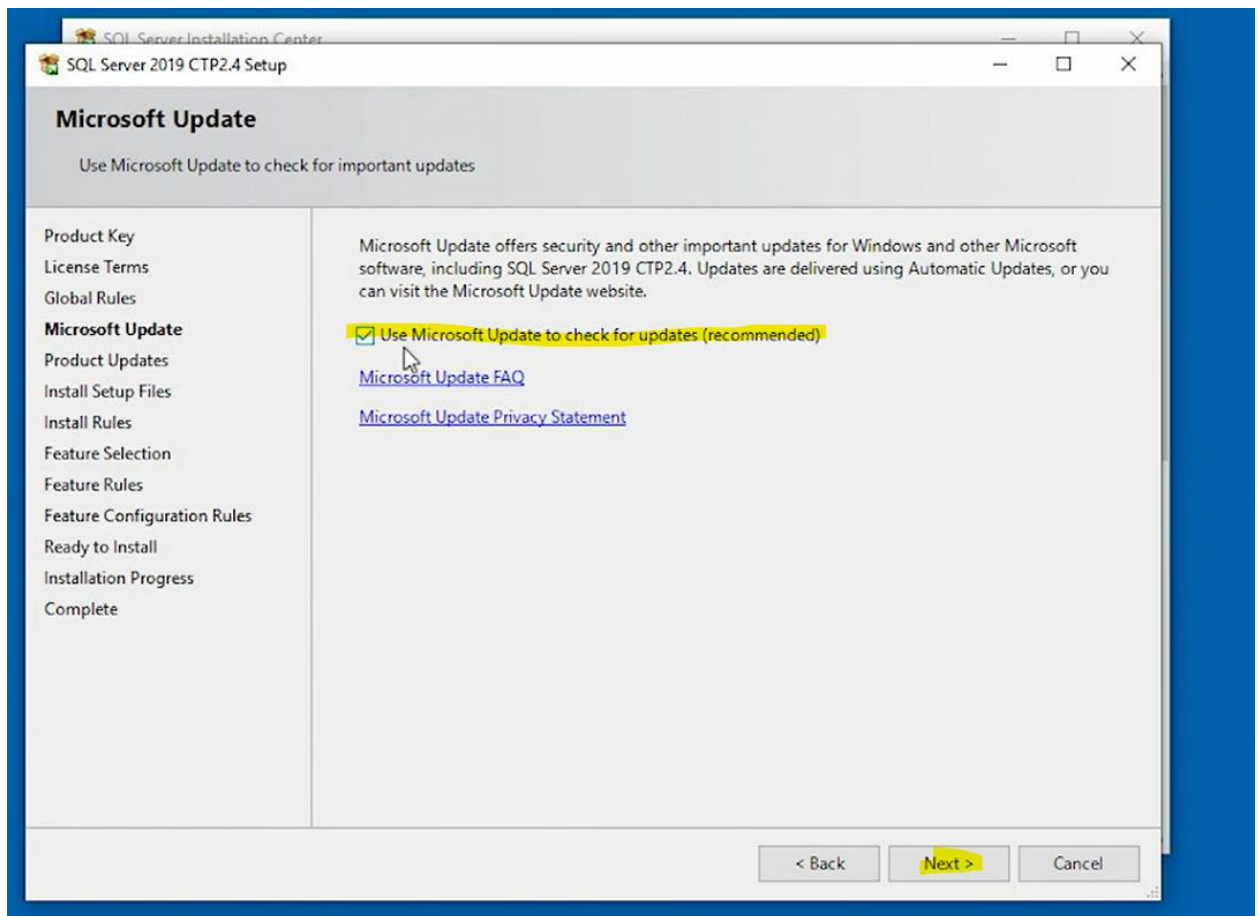 SQL Server Installation Center
SQL Server 2019 CTP2.4 Setup
Microsoft Update
Use Microsoft Update to check for important updates
Product Key
License Terms
Global Rules
Microsoft Update
Product Updates
Install Setup Files
Install Rules
Feature Selection
Feature Rules
Feature Configuration Rules
Ready to Install
Installation Progress
Complete
Microsoft Update offers security and other important updates for Windows and other Microsoft
software, including SQL Server 2019 CTP2.4. Updates are delivered using Automatic Updates, or you
can visit the Microsoft Update website.
Use Microsoft Update to check for updates (recommended)
Microsoft Update FAQ
Microsoft Update Privacy Statement
< Back Next > Cancel